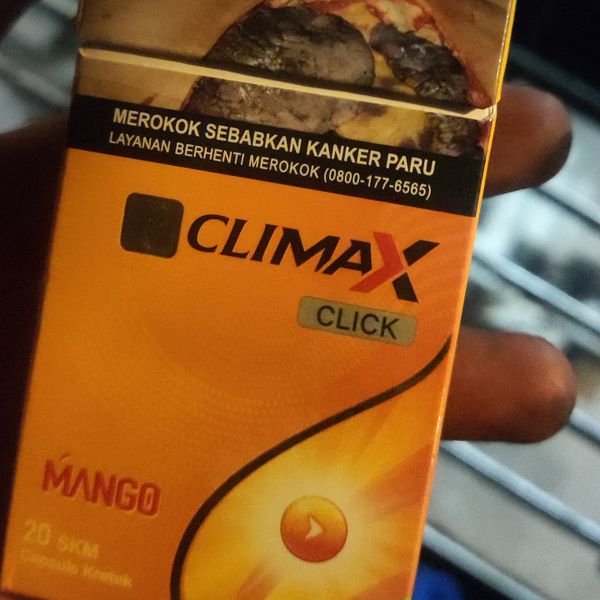 MEROKOK SEBABKAN KANKER PARU
LAYANAN BERHENTI MEROKOK (0800-177-6565)
CLIMAX
CLICK
MANGO
20 SKM
Capsule Kretek